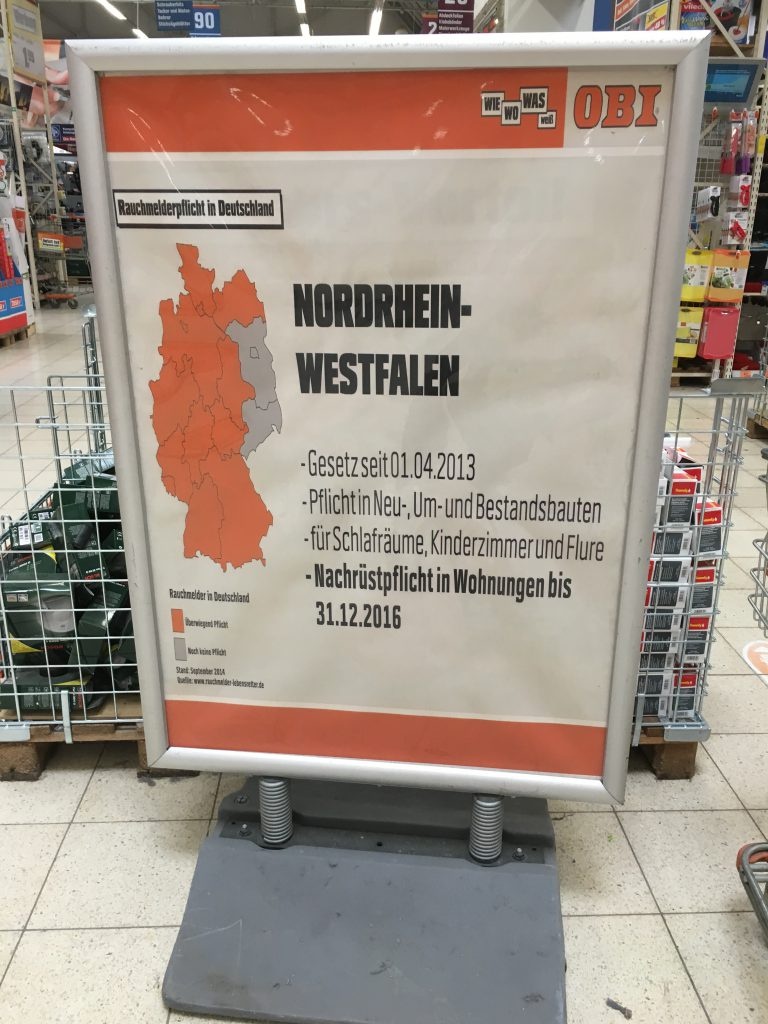 90
WIE WO WAS weiß
OBI
Rauchmelderpflicht in Deutschland
NORDRHEIN-
WESTFALEN
- Gesetz seit 01.04.2013
- Pflicht in Neu-, Um- und Bestandsbauten
- für Schlafräume, Kinderzimmer und Flure
- Nachrüstpflicht in Wohnungen bis
31.12.2016
Rauchmelder in Deutschland
Überwiegend Pflicht
Noch keine Pflicht
Stand: September 2014
Quelle: www.rauchmelder-lebensretter.de